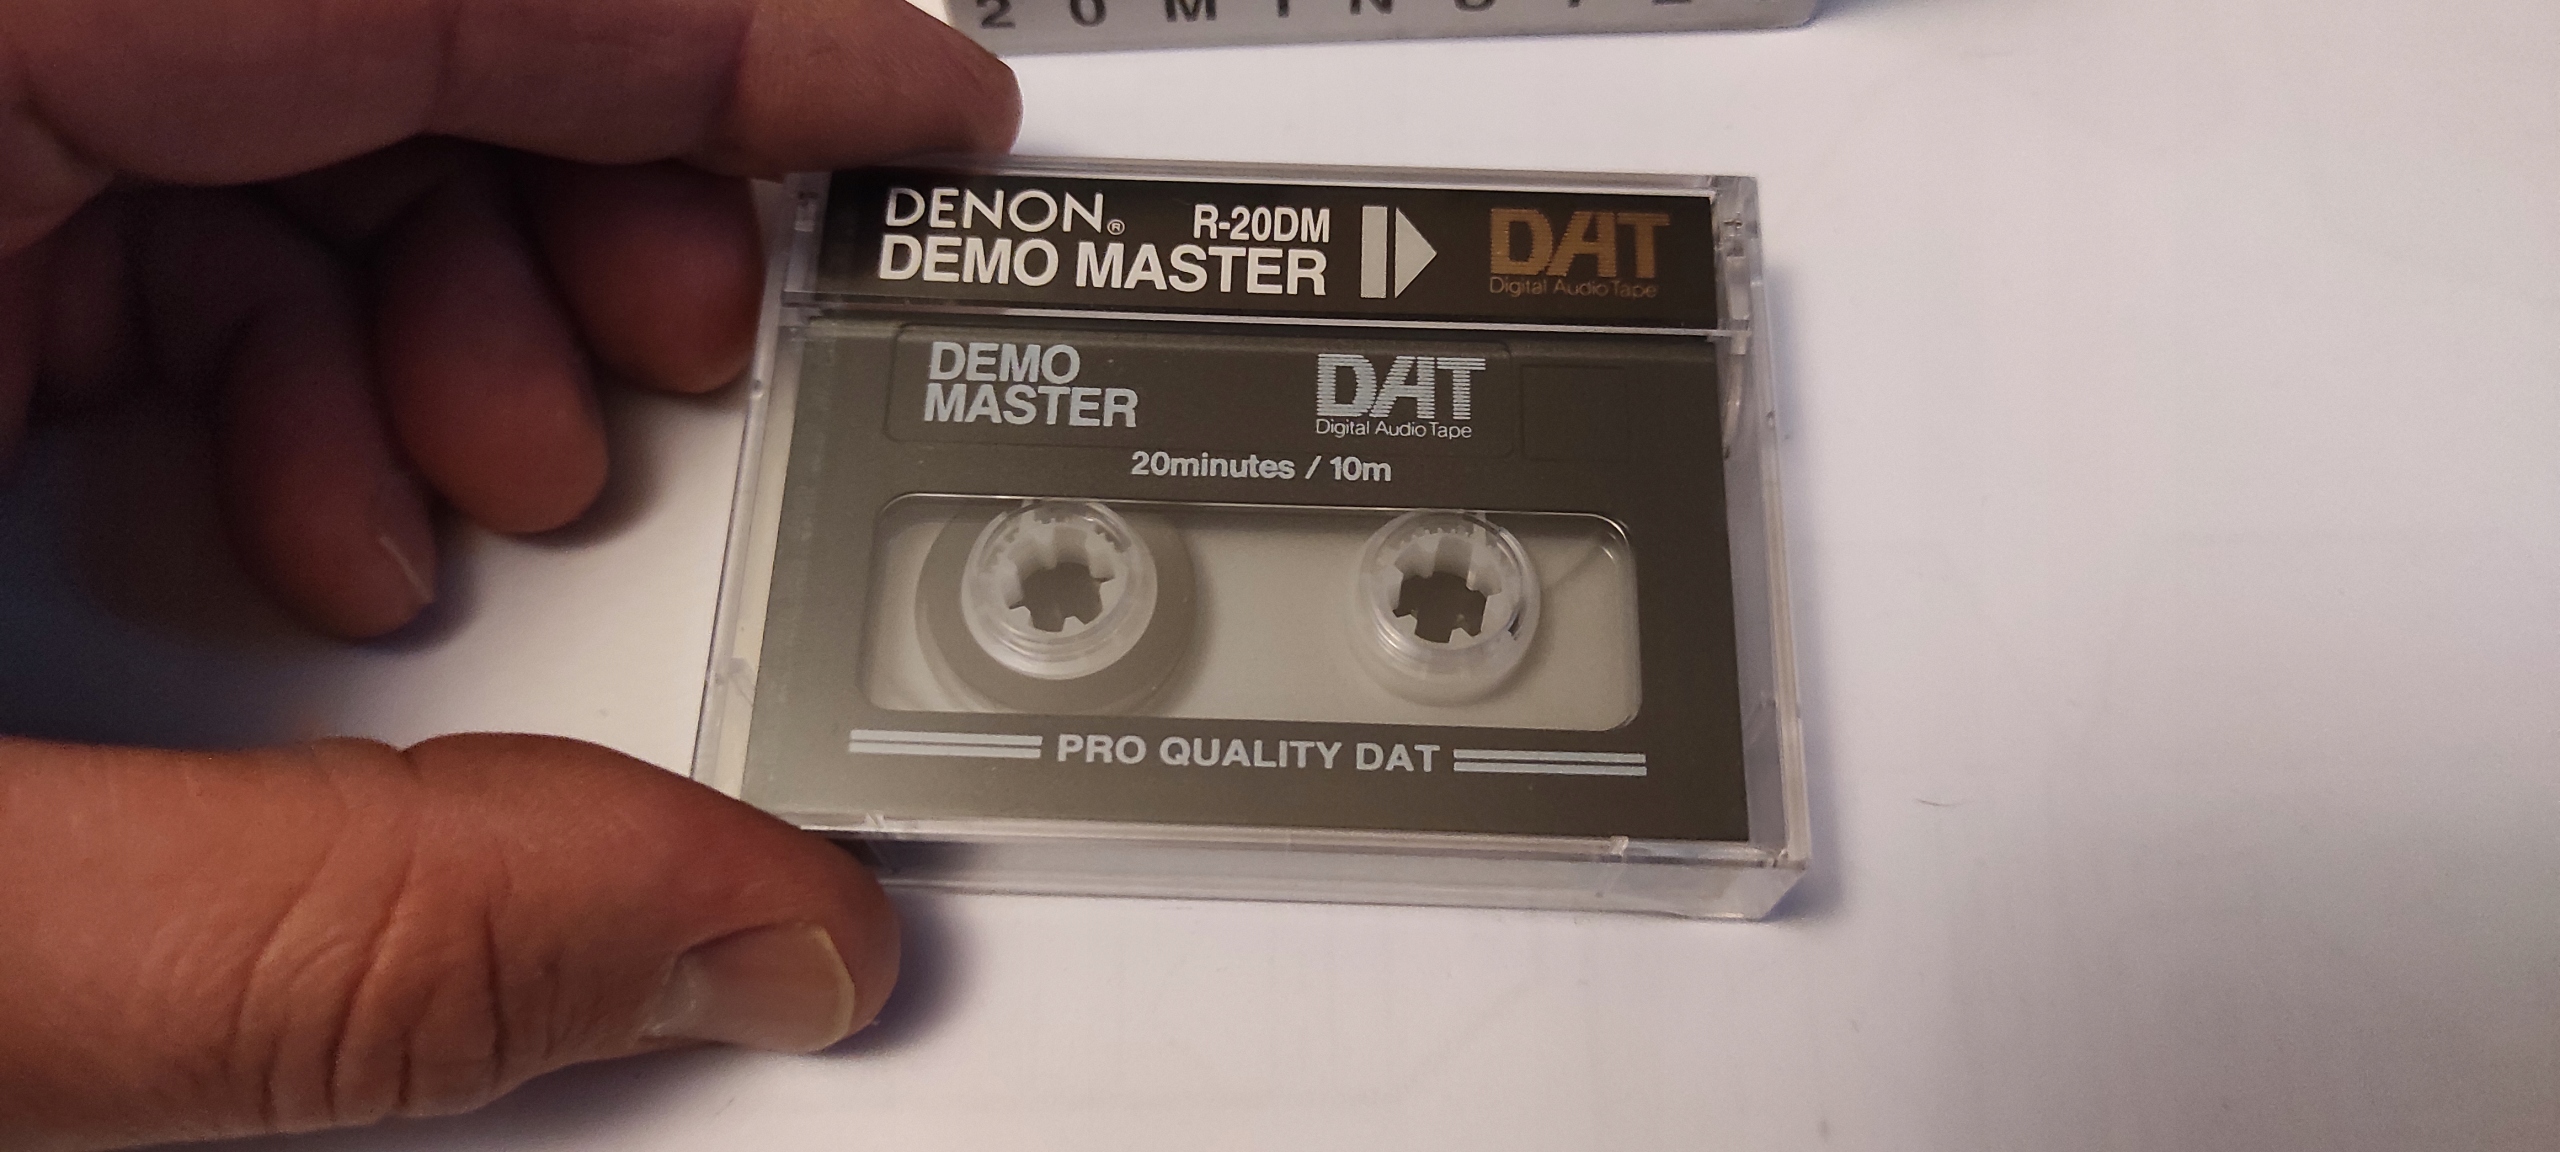 20MINUTE
DENON® R-20DM
DEMO MASTER
DAT
Digital Audio Tape
DEMO
MASTER
DAT
Digital Audio Tape
20minutes / 10m
PRO QUALITY DAT